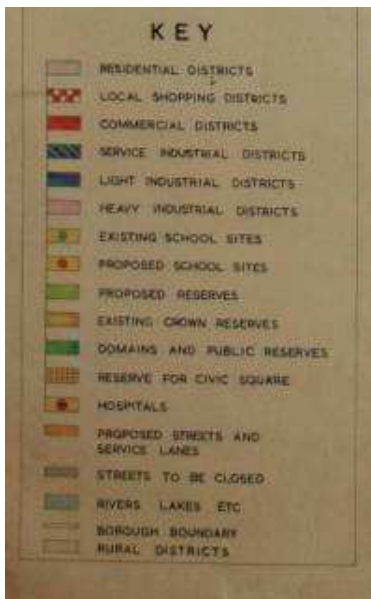 KEY
RESIDENTIAL DISTRICTS
LOCAL SHOPPING DISTRICTS
COMMERCIAL DISTRICTS
SERVICE INDUSTRIAL DISTRICTS
LIGHT INDUSTRIAL DISTRICTS
HEAVY INDUSTRIAL DISTRICTS
EXISTING SCHOOL SITES
PROPOSED SCHOOL SITES
PROPOSED RESERVES
EXISTING CROWN RESERVES
DOMAINS AND PUBLIC RESERVES
RESERVE FOR CIVIC SQUARE
HOSPITALS
PROPOSED STREETS AND
SERVICE LANES
STREETS TO BE CLOSED
RIVERS LAKES ETC
BOROUGH BOUNDARY
RURAL DISTRICTS